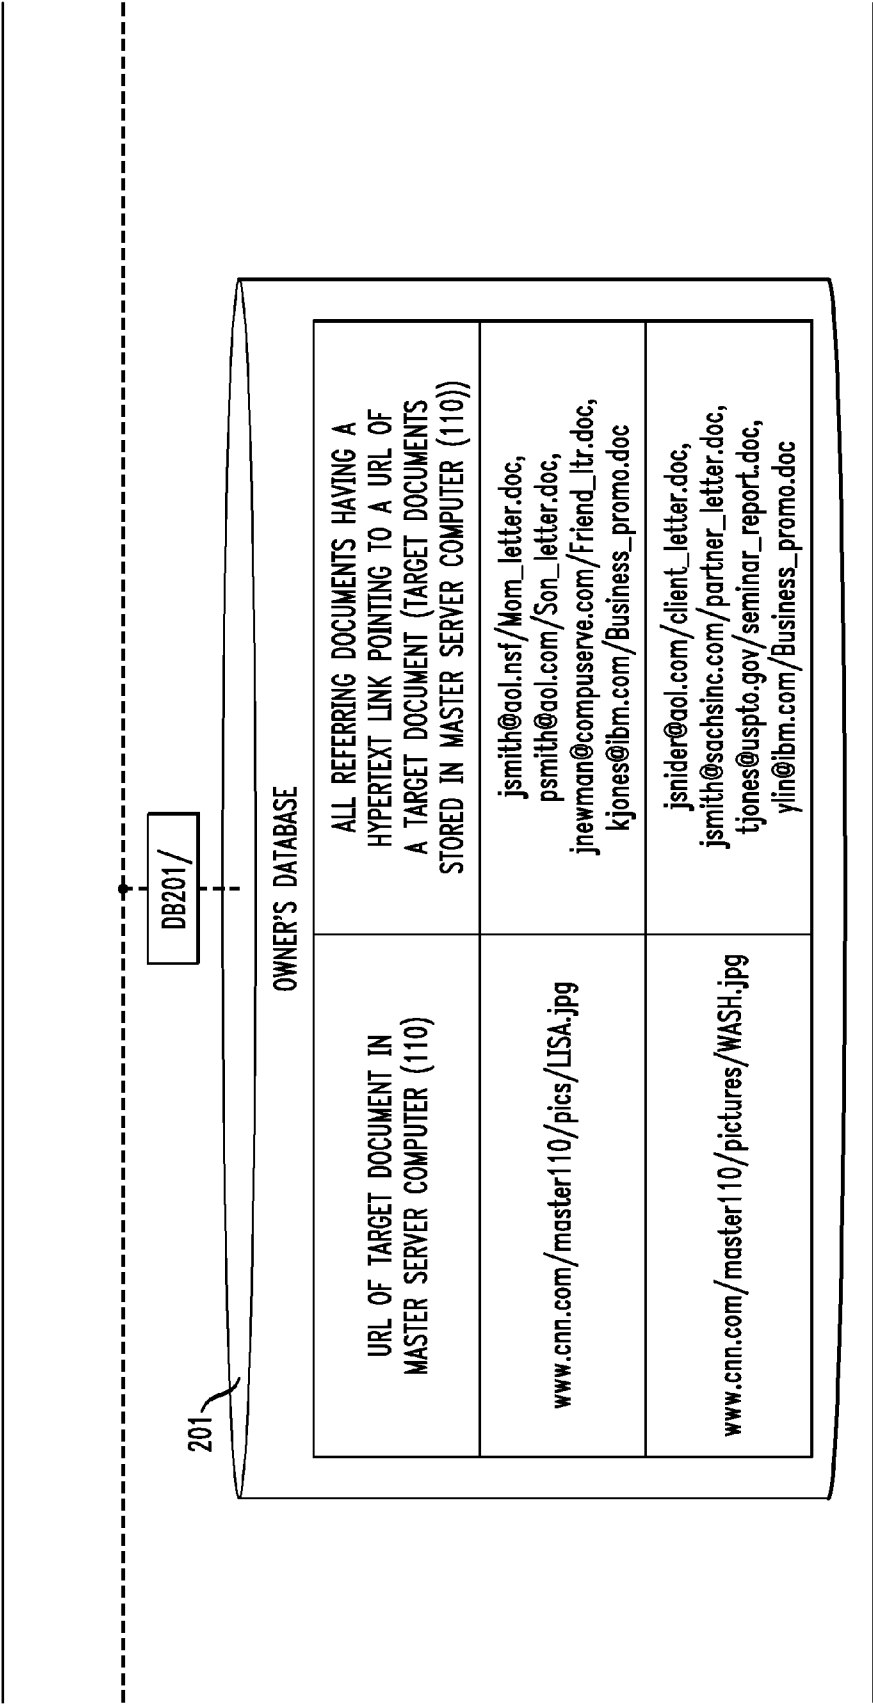 DB201/
201
OWNER'S DATABASE
URL OF TARGET DOCUMENT IN
MASTER SERVER COMPUTER (110)
ALL REFERRING DOCUMENTS HAVING A
HYPERTEXT LINK POINTING TO A URL OF
A TARGET DOCUMENT (TARGET DOCUMENTS
STORED IN MASTER SERVER COMPUTER (110))
www.cnn.com/master110/pics/LISA.jpg
jsmith@aol.nsf/Mom_letter.doc,
psmith@aol.com/Son_letter.doc,
jnewman@compuserve.com/Friend_ltr.doc,
kjones@ibm.com/Business_promo.doc
www.cnn.com/master110/pictures/WASH.jpg
jsnider@aol.com/client_letter.doc,
jsmith@sachsinc.com/partner_letter.doc,
tjones@uspto.gov/seminar_report.doc,
ylin@ibm.com/Business_promo.doc